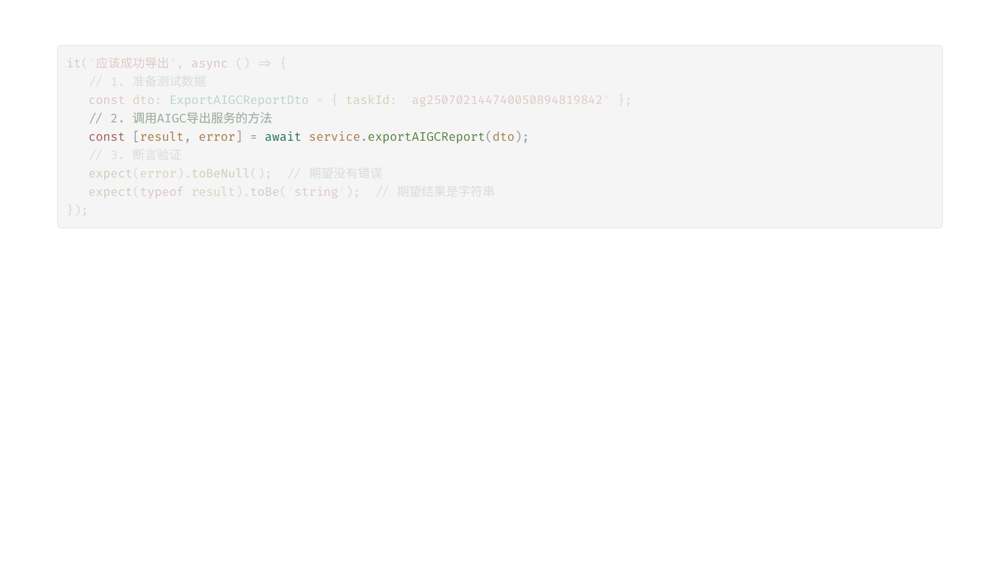 it('应该成功导出', async () => {
   // 1. 准备测试数据
   const dto: ExportAIGCReportDto = { taskId: 'ag250702144740050894819842' };
   // 2. 调用AIGC导出服务的方法
   const [result, error] = await service.exportAIGCReport(dto);
   // 3. 断言验证
   expect(error).toBeNull();  // 期望没有错误
   expect(typeof result).toBe('string');  // 期望结果是字符串
});